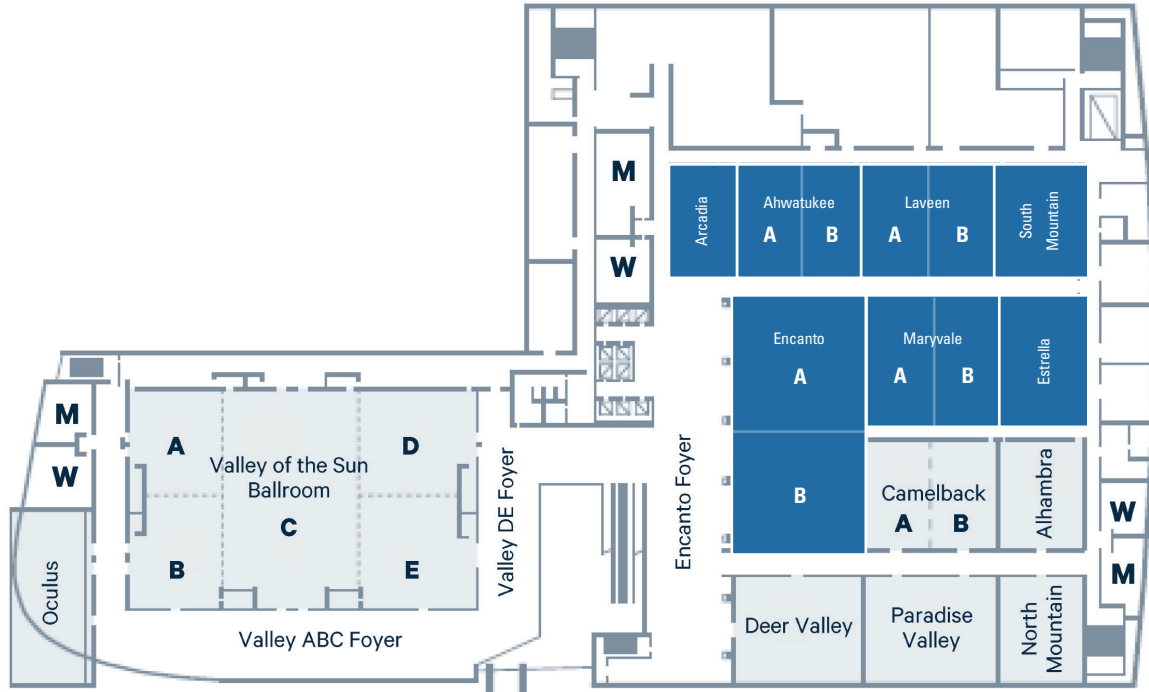 M
W
Arcadia
Ahwatukee
A B
Laveen
A B
South
Mountain
Encanto
A
B
Maryvale
A B
Estrella
Camelback
A B
Alhambra
Encanto Foyer
M
W
Oculus
A
Valley of the Sun
Ballroom
D
B
C
E
Valley DE Foyer
Valley ABC Foyer
W
M
Deer Valley
Paradise
Valley
North
Mountain